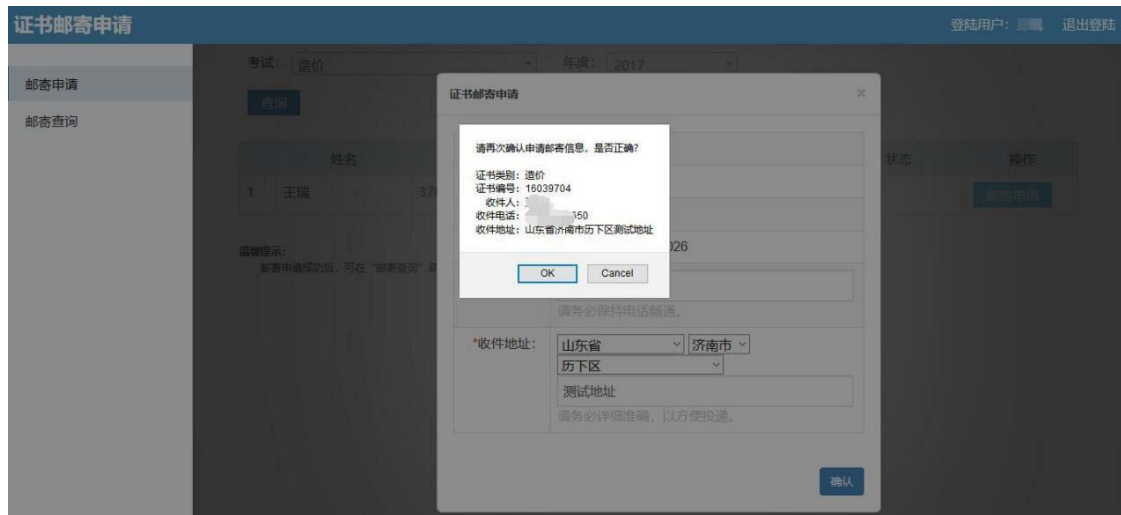 证书邮寄申请
登陆用户： 退出登陆
邮寄申请
邮寄查询
考试： 造价 年度： 2017
查询
姓名 状态 操作
1 王瑞 37 邮寄申请
温馨提示：
邮寄申请成功后，可在“邮寄查询”
证书邮寄申请 ×
请再次确认申请邮寄信息，是否正确？
证书类别：造价
证书编号：16039704
收件人：
收件电话： 650
收件地址：山东省济南市历下区测试地址
OK Cancel
026
请务必保持电话畅通。
*收件地址： 山东省 济南市
历下区
测试地址
请务必详细准确，以方便投递。
确认